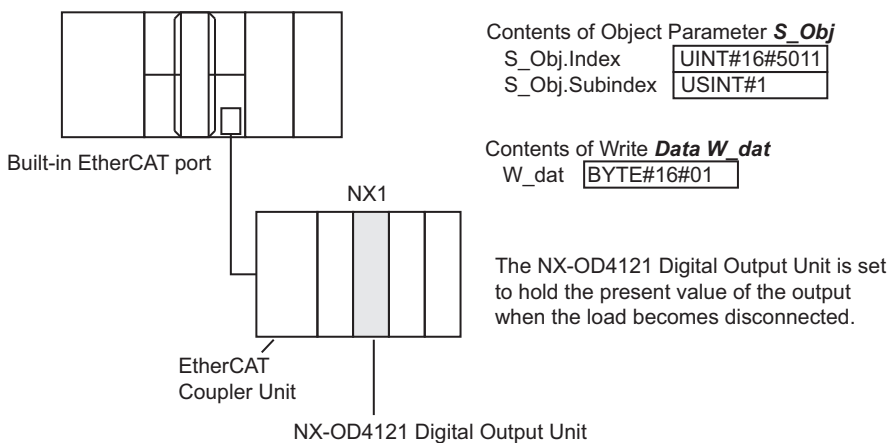 Contents of Object Parameter S_Obj
S_Obj.Index UINT#16#5011
S_Obj.Subindex USINT#1
Built-in EtherCAT port
Contents of Write Data W_dat
W_dat BYTE#16#01
NX1
The NX-OD4121 Digital Output Unit is set
to hold the present value of the output
when the load becomes disconnected.
EtherCAT
Coupler Unit
NX-OD4121 Digital Output Unit